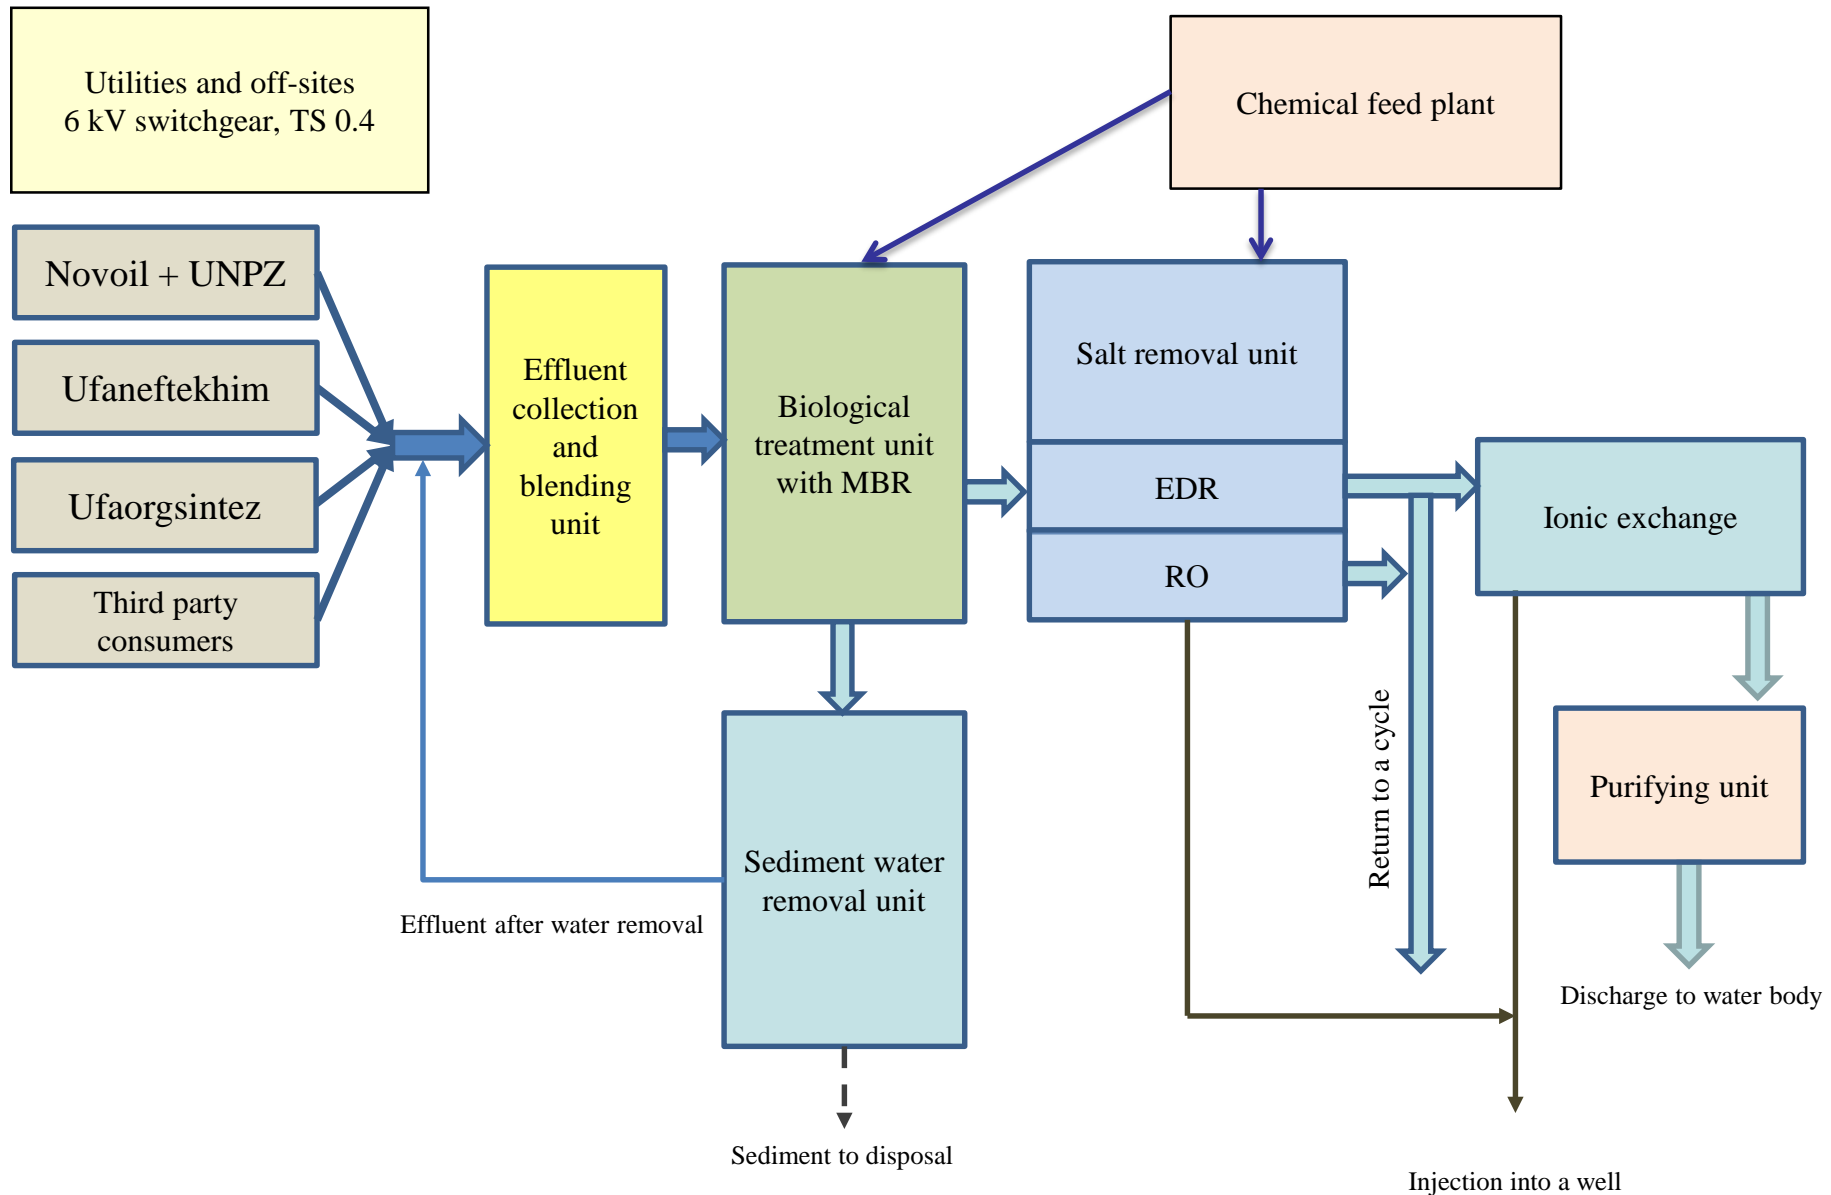 Utilities and off-sites
6 kV switchgear, TS 0.4
Chemical feed plant
Novoil + UNPZ
Ufaneftekhim
Ufaorgsintez
Third party
consumers
Effluent
collection
and
blending
unit
Biological
treatment unit
with MBR
Salt removal unit
EDR
RO
Ionic exchange
Return to a cycle
Purifying unit
Sediment water
removal unit
Effluent after water removal
Discharge to water body
Sediment to disposal
Injection into a well